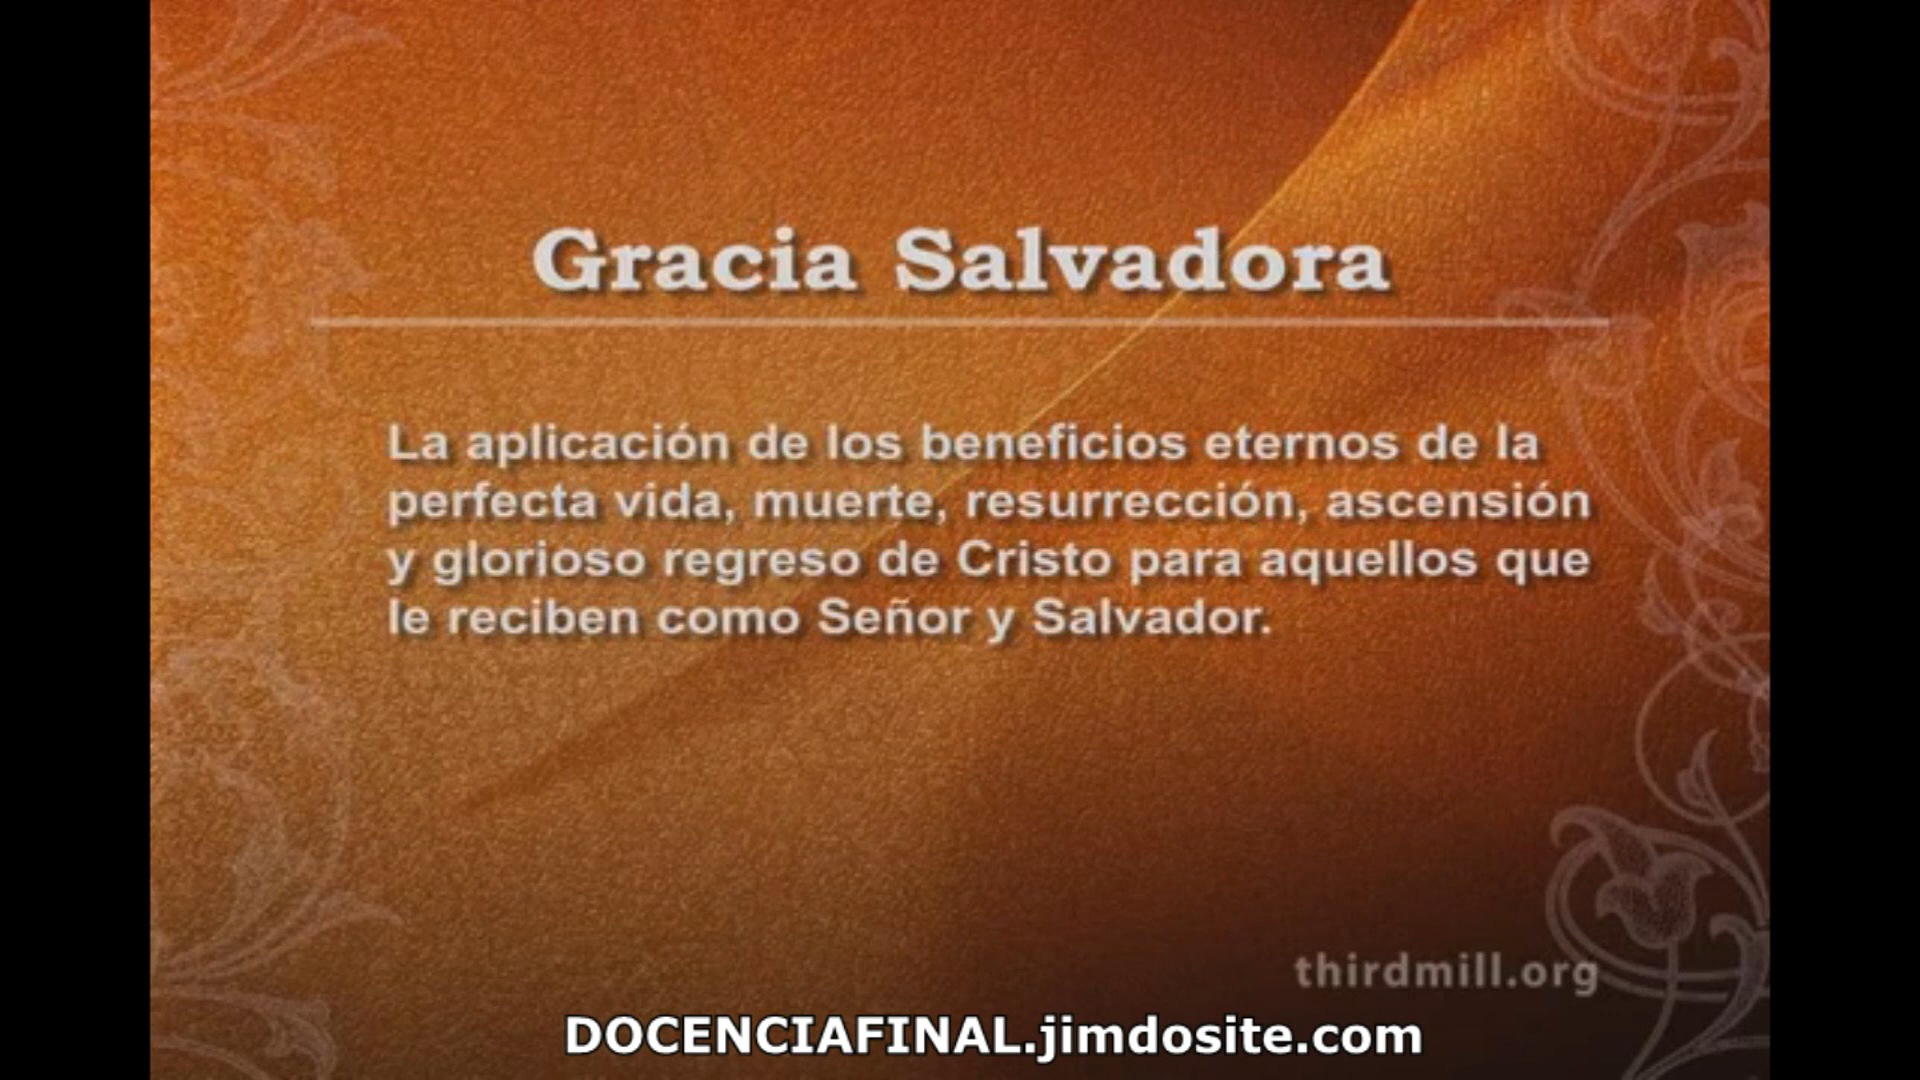 Gracia Salvadora
La aplicación de los beneficios eternos de la
perfecta vida, muerte, resurrección, ascensión
y glorioso regreso de Cristo para aquellos que
le reciben como Señor y Salvador.
thirdmill.org
DOCENCIAFINAL.jimdosite.com